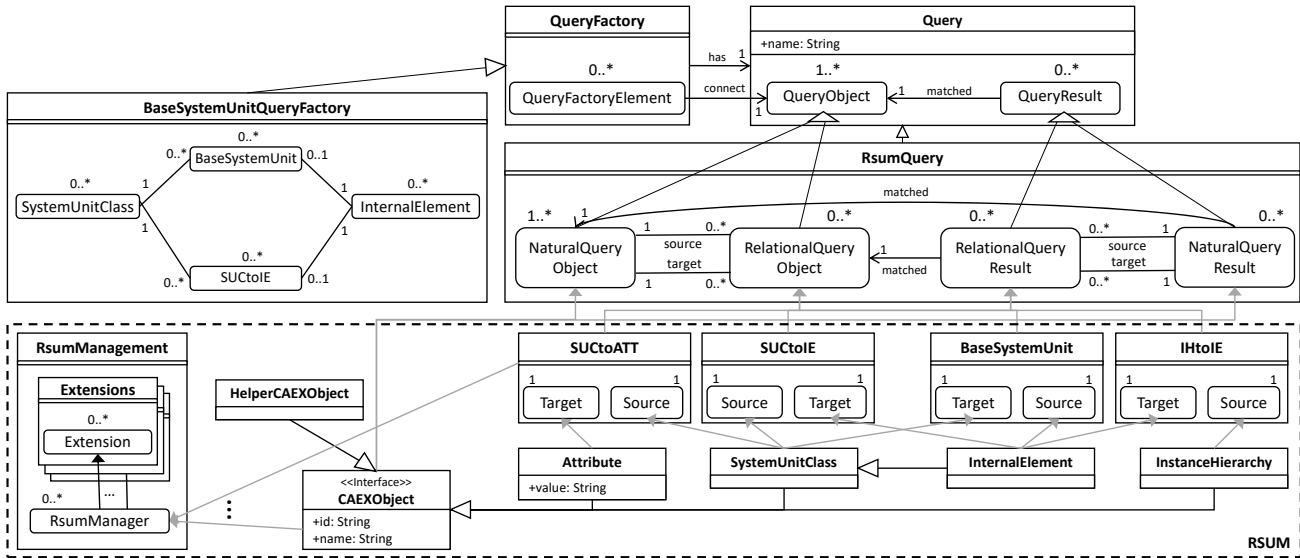 QueryFactory
0..*
QueryFactoryElement
has
1
connect
1
Query
+name: String
1..*
QueryObject
1
matched
0..*
QueryResult
BaseSystemUnitQueryFactory
0..*
BaseSystemUnit
0..*
0..1
0..*
SystemUnitClass
1
1
0..*
InternalElement
1
1
0..*
SUCtoIE
0..*
0..1
RsumQuery
matched
1
1..*
NaturalQuery
Object
1
0..*
source
target
1
0..*
0..*
RelationalQuery
Object
1
matched
0..*
RelationalQuery
Result
0..*
1
source
target
0..*
1
0..*
NaturalQuery
Result
RsumManagement
Extensions
0..*
Extension
...
0..*
RsumManager
HelperCAEXObject
<<Interface>>
CAEXObject
+id: String
+name: String
SUCtoATT
1
1
Target
Source
SUCtoIE
1
1
Source
Target
BaseSystemUnit
1
1
Target
Source
IHtoIE
1
1
Target
Source
Attribute
+value: String
SystemUnitClass
InternalElement
InstanceHierarchy
RSUM